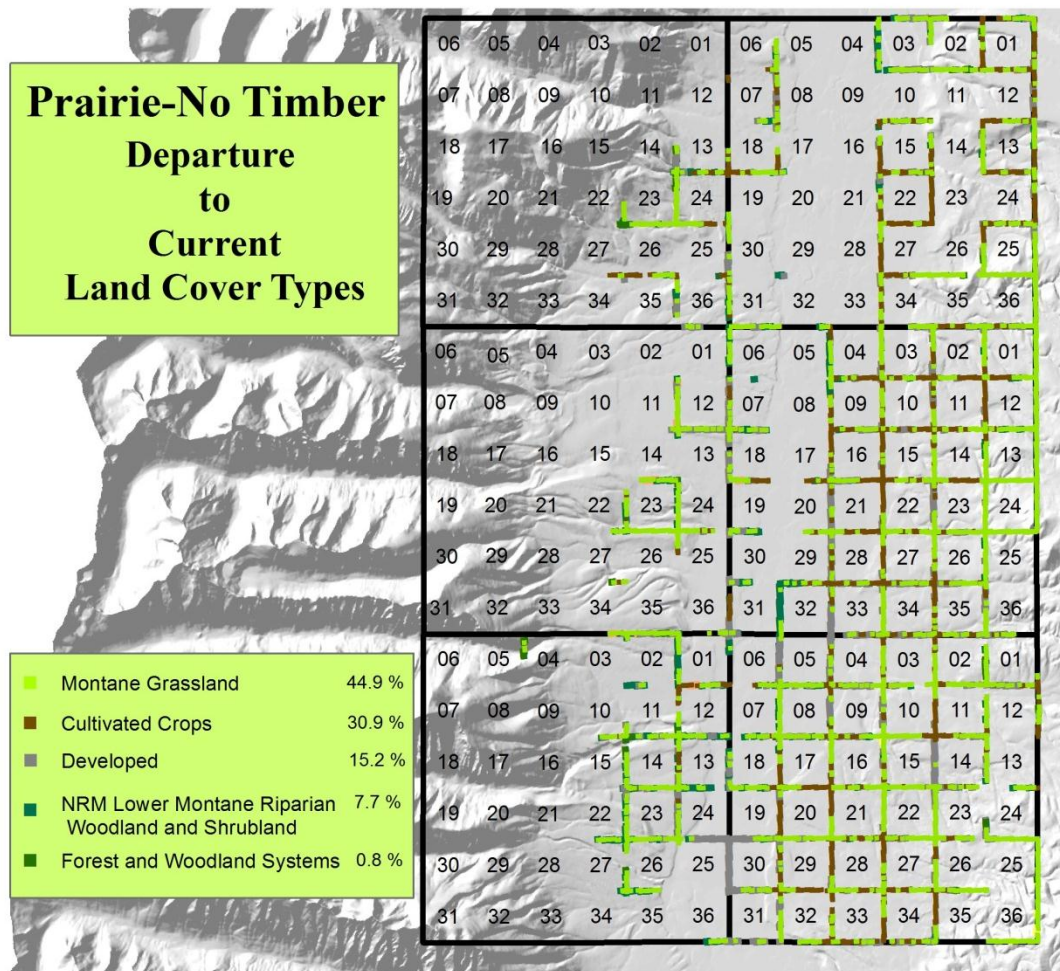 Prairie-No Timber
Departure
to
Current
Land Cover Types
06 05 04 03 02 01 06 05 04 03 02 01
07 08 09 10 11 12 07 08 09 10 11 12
18 17 16 15 14 13 18 17 16 15 14 13
19 20 21 22 23 24 19 20 21 22 23 24
30 29 28 27 26 25 30 29 28 27 26 25
31 32 33 34 35 36 31 32 33 34 35 36
06 05 04 03 02 01 06 05 04 03 02 01
07 08 09 10 11 12 07 08 09 10 11 12
18 17 16 15 14 13 18 17 16 15 14 13
19 20 21 22 23 24 19 20 21 22 23 24
30 29 28 27 26 25 30 29 28 27 26 25
31 32 33 34 35 36 31 32 33 34 35 36
06 05 04 03 02 01 06 05 04 03 02 01
07 08 09 10 11 12 07 08 09 10 11 12
18 17 16 15 14 13 18 17 16 15 14 13
19 20 21 22 23 24 19 20 21 22 23 24
30 29 28 27 26 25 30 29 28 27 26 25
31 32 33 34 35 36 31 32 33 34 35 36
Montane Grassland 44.9 %
Cultivated Crops 30.9 %
Developed 15.2 %
NRM Lower Montane Riparian 7.7 %
Woodland and Shrubland
Forest and Woodland Systems 0.8 %